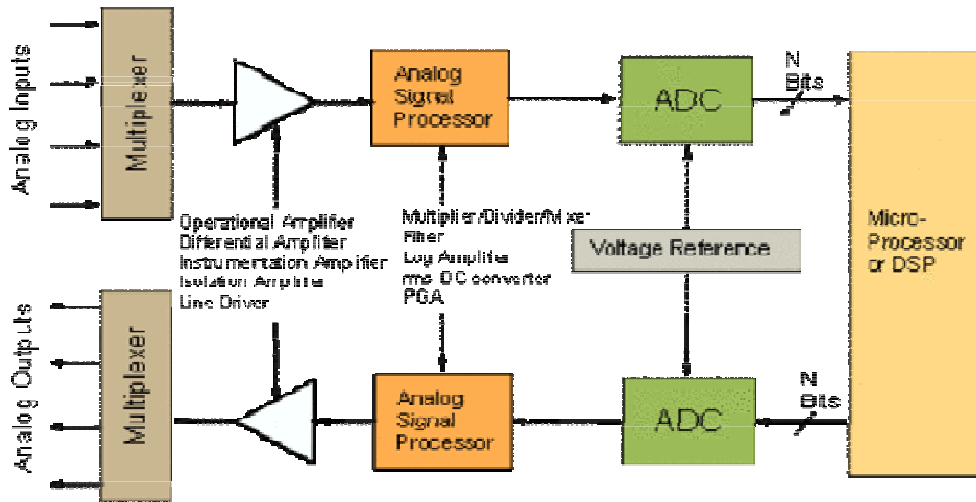 Analog Inputs
Multiplexer
Analog
Signal
Processor
ADC
N
Bits
Micro-
Processor
or DSP
Operational Amplifier
Differential Amplifier
Instrumentation Amplifier
Isolation Amplifier
Line Driver
Multiplier/Divider/Mixer
Filter
Log Amplifier
rms-DC converter
PGA
Voltage Reference
Analog Outputs
Multiplexer
Analog
Signal
Processor
ADC
N
Bits